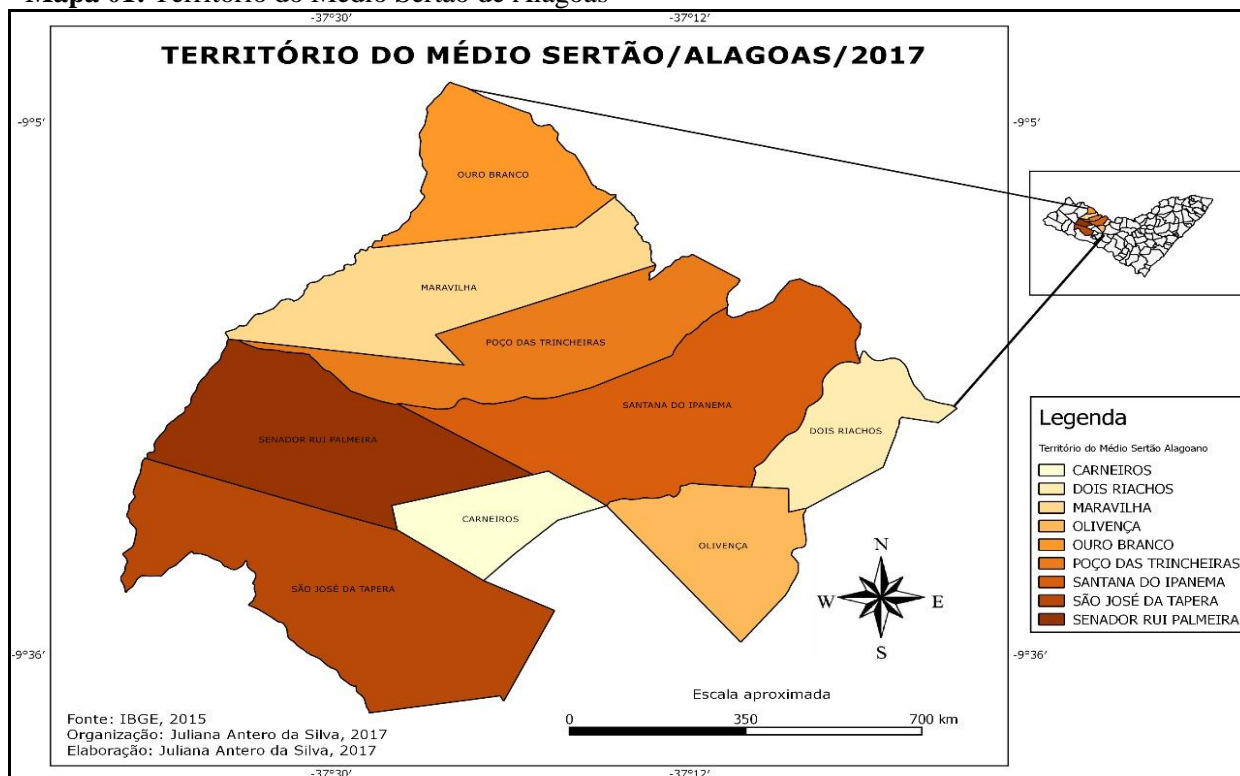 Mapa 01: Território do Médio Sertão de Alagoas
-37°30' -37°12'
TERRITÓRIO DO MÉDIO SERTÃO/ALAGOAS/2017
-9°5' -9°5'
OURO BRANCO
MARAVILHA
POÇO DAS TRINCHEIRAS
SANTANA DO IPANEMA
DOIS RIACHOS
SENADOR RUI PALMEIRA
CARNEIROS
OLIVENÇA
SÃO JOSÉ DA TAPERA
N
W E
S
Legenda
Território do Médio Sertão Alagoano
CARNEIROS
DOIS RIACHOS
MARAVILHA
OLIVENÇA
OURO BRANCO
POÇO DAS TRINCHEIRAS
SANTANA DO IPANEMA
SÃO JOSÉ DA TAPERA
SENADOR RUI PALMEIRA
-9°36' -9°36'
Escala aproximada
0 350 700 km
Fonte: IBGE, 2015
Organização: Juliana Antero da Silva, 2017
Elaboração: Juliana Antero da Silva, 2017
-37°30' -37°12'